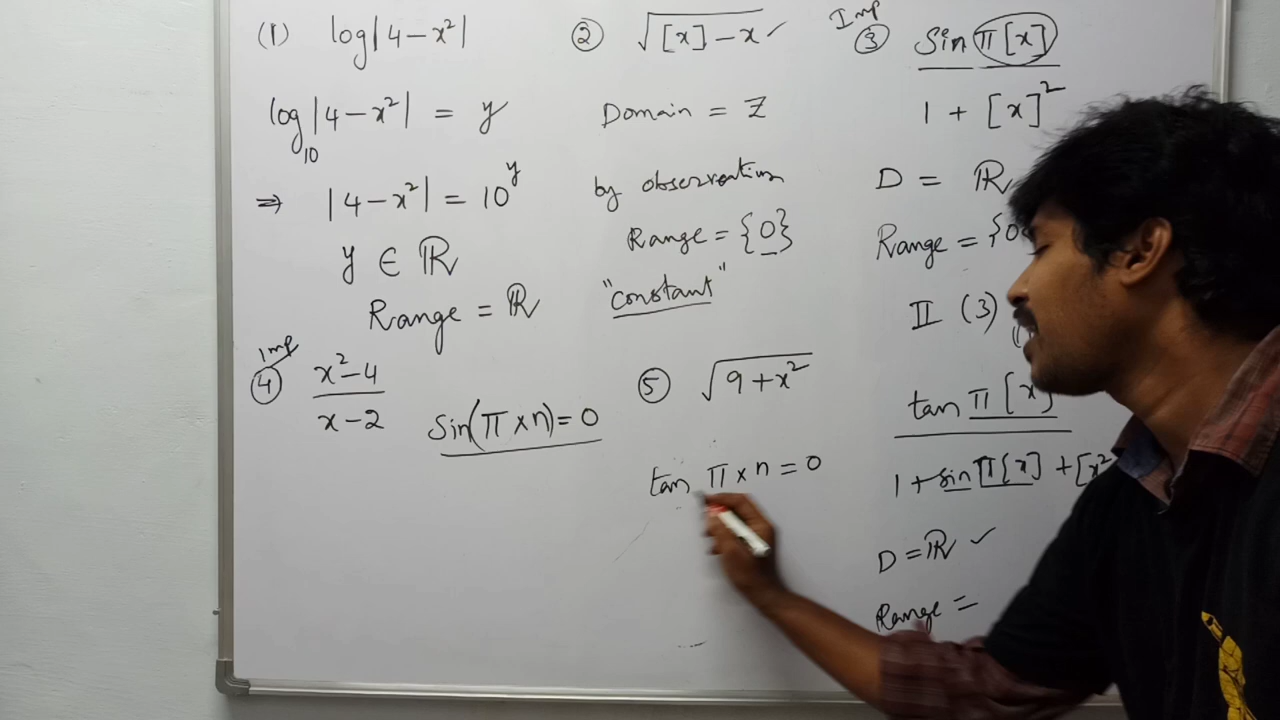 (1) log|4-x²|
log₁₀|4-x²| = y
⇒ |4-x²| = 10^y
y ∈ ℝ
Range = ℝ
② √([x]-x) ✓
Domain = Z
by observation
Range = {0}
"constant"
Imp
③ Sin π[x]
1 + [x]²
D = ℝ
Range = {0
II (3)
tan π[x]
1 + sin π[x] + [x²
D = ℝ ✓
Range =
Imp
④ x²-4
x-2
Sin(π×n)=0
⑤ √(9+x²)
tan π×n = 0